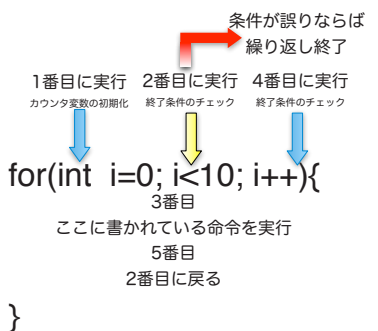 条件が誤りならば
繰り返し終了
1番目に実行 2番目に実行 4番目に実行
カウンタ変数の初期化 終了条件のチェック 終了条件のチェック
for(int i=0; i<10; i++){
3番目
ここに書かれている命令を実行
5番目
2番目に戻る
}